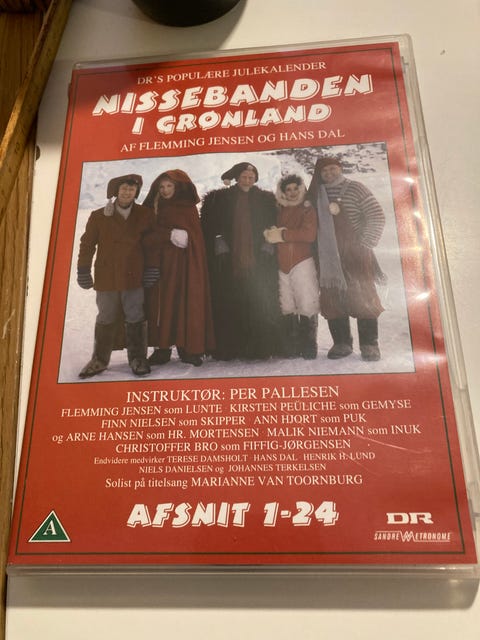 DR'S POPULÆRE JULEKALENDER
NISSEBANDEN
I GRØNLAND
AF FLEMMING JENSEN OG HANS DAL
INSTRUKTØR: PER PALLESEN
FLEMMING JENSEN som LUNTE · KIRSTEN PEÜLICHE som GEMYSE
FINN NIELSEN som SKIPPER · ANN HJORT som PUK
og ARNE HANSEN som HR. MORTENSEN · MALIK NIEMANN som INUK
CHRISTOFFER BRO som FIFFIG-JØRGENSEN
Endvidere medvirker TERESE DAMSHOLT · HANS DAL · HENRIK H. LUND
NIELS DANIELSEN og JOHANNES TERKELSEN
Solist på titelsang MARIANNE VAN TOORNBURG
AFSNIT 1-24
A
DR
SANDREW METRONOME